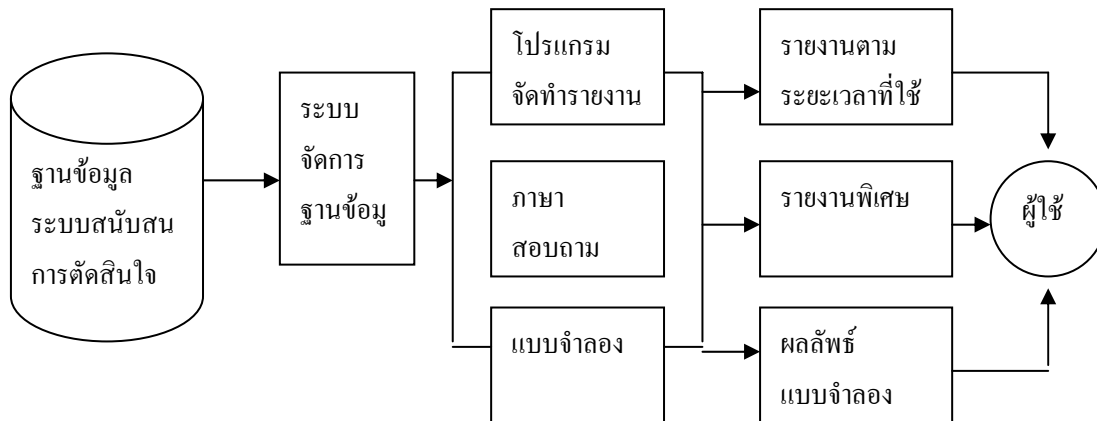 ฐานข้อมูล
ระบบสนับสน
การตัดสินใจ
ระบบ
จัดการ
ฐานข้อมู
โปรแกรม
จัดทำรายงาน
ภาษา
สอบถาม
แบบจำลอง
รายงานตาม
ระยะเวลาที่ใช้
รายงานพิเศษ
ผลลัพธ์
แบบจำลอง
ผู้ใช้